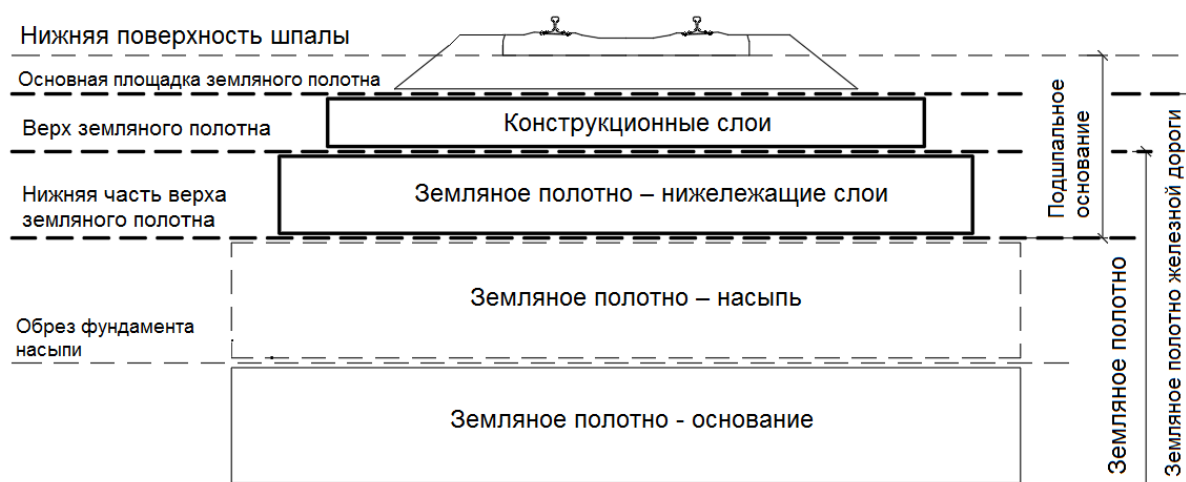 Нижняя поверхность шпалы
Основная площадка земляного полотна
Верх земляного полотна
Конструкционные слои
Нижняя часть верха
земляного полотна
Земляное полотно – нижележащие слои
Земляное полотно – насыпь
Обрез фундамента
насыпи
Земляное полотно - основание
Подшпальное
основание
Земляное полотно
Земляное полотно железной дороги